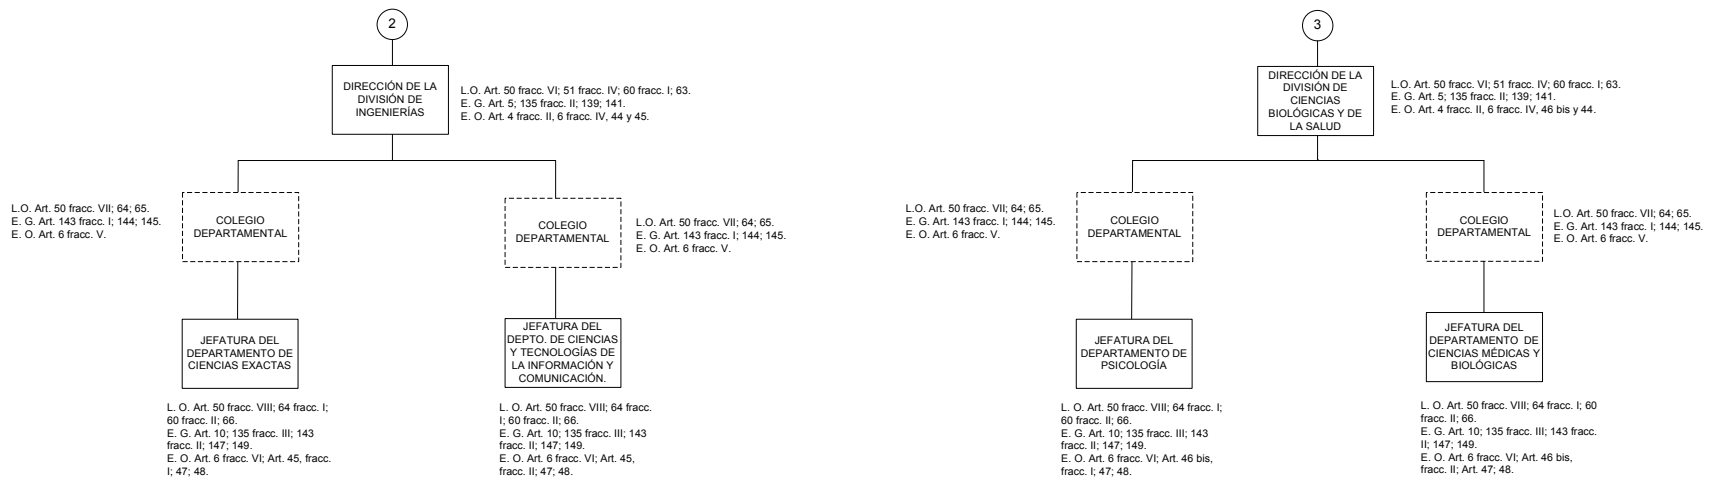 2
DIRECCIÓN DE LA
DIVISIÓN DE
INGENIERÍAS
L.O. Art. 50 fracc. VI; 51 fracc. IV; 60 fracc. I; 63.
E. G. Art. 5; 135 fracc. II; 139; 141.
E. O. Art. 4 fracc. II, 6 fracc. IV, 44 y 45.
L.O. Art. 50 fracc. VII; 64; 65.
E. G. Art. 143 fracc. I; 144; 145.
E. O. Art. 6 fracc. V.
COLEGIO
DEPARTAMENTAL
COLEGIO
DEPARTAMENTAL
L.O. Art. 50 fracc. VII; 64; 65.
E. G. Art. 143 fracc. I; 144; 145.
E. O. Art. 6 fracc. V.
JEFATURA DEL
DEPARTAMENTO DE
CIENCIAS EXACTAS
JEFATURA DEL
DEPTO. DE CIENCIAS
Y TECNOLOGÍAS DE
LA INFORMACIÓN Y
COMUNICACIÓN.
L. O. Art. 50 fracc. VIII; 64 fracc. I;
60 fracc. II; 66.
E. G. Art. 10; 135 fracc. III; 143
fracc. II; 147; 149.
E. O. Art. 6 fracc. VI; Art. 45, fracc.
I; 47; 48.
L. O. Art. 50 fracc. VIII; 64 fracc.
I; 60 fracc. II; 66.
E. G. Art. 10; 135 fracc. III; 143
fracc. II; 147; 149.
E. O. Art. 6 fracc. VI; Art. 45,
fracc. II; 47; 48.
3
DIRECCIÓN DE LA
DIVISIÓN DE
CIENCIAS
BIOLÓGICAS Y DE
LA SALUD
L.O. Art. 50 fracc. VI; 51 fracc. IV; 60 fracc. I; 63.
E. G. Art. 5; 135 fracc. II; 139; 141.
E. O. Art. 4 fracc. II, 6 fracc. IV, 46 bis y 44.
L.O. Art. 50 fracc. VII; 64; 65.
E. G. Art. 143 fracc. I; 144; 145.
E. O. Art. 6 fracc. V.
COLEGIO
DEPARTAMENTAL
COLEGIO
DEPARTAMENTAL
L.O. Art. 50 fracc. VII; 64; 65.
E. G. Art. 143 fracc. I; 144; 145.
E. O. Art. 6 fracc. V.
JEFATURA DEL
DEPARTAMENTO DE
PSICOLOGÍA
JEFATURA DEL
DEPARTAMENTO DE
CIENCIAS MÉDICAS Y
BIOLÓGICAS
L. O. Art. 50 fracc. VIII; 64 fracc. I;
60 fracc. II; 66.
E. G. Art. 10; 135 fracc. III; 143
fracc. II; 147; 149.
E. O. Art. 6 fracc. VI; Art. 46 bis,
fracc. I; 47; 48.
L. O. Art. 50 fracc. VIII; 64 fracc. I; 60
fracc. II; 66.
E. G. Art. 10; 135 fracc. III; 143 fracc.
II; 147; 149.
E. O. Art. 6 fracc. VI; Art. 46 bis,
fracc. II; Art. 47; 48.